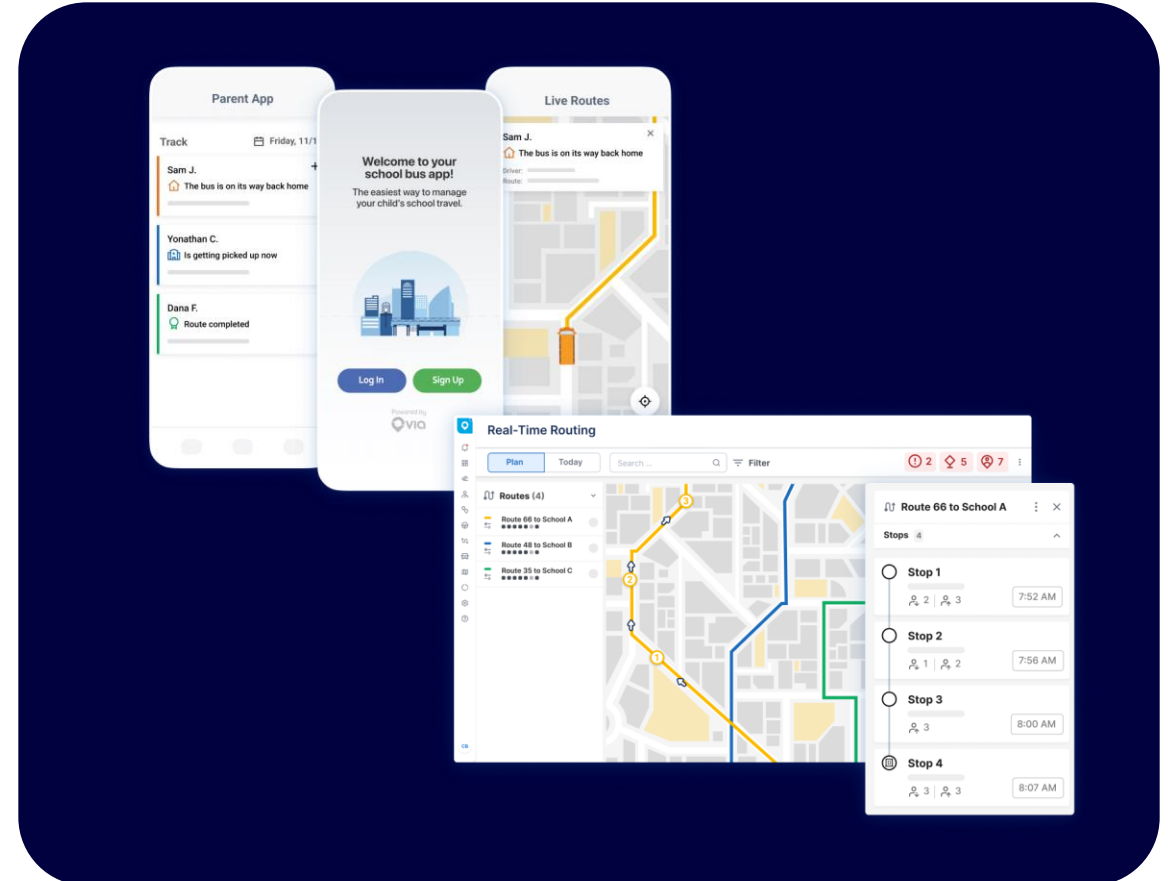 Parent App
Track
Friday, 11/1
Sam J.
The bus is on its way back home
Yonathan C.
Is getting picked up now
Dana F.
Route completed
Welcome to your
school bus app!
The easiest way to manage
your child's school travel.
Log In
Sign Up
Powered by
via
Live Routes
Sam J.
The bus is on its way back home
Driver:
Route:
Real-Time Routing
Plan
Today
Search ...
Filter
2
5
7
Routes (4)
Route 66 to School A
Route 48 to School B
Route 35 to School C
CB
3
2
1
Route 66 to School A
Stops 4
Stop 1
2 | 3
7:52 AM
Stop 2
1 | 2
7:56 AM
Stop 3
3
8:00 AM
Stop 4
3 | 3
8:07 AM